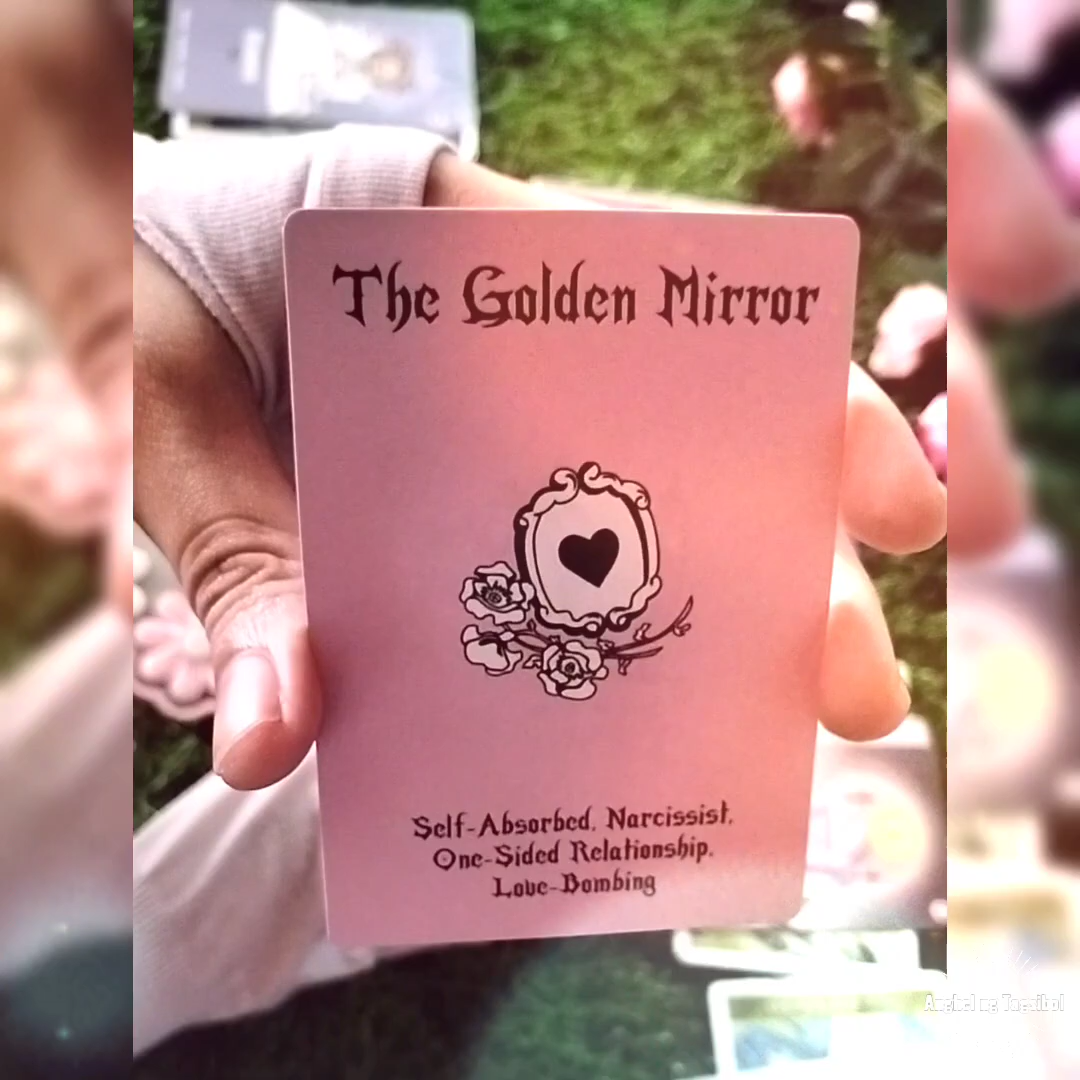 The Golden Mirror
Self-Absorbed, Narcissist,
One-Sided Relationship,
Love-Bombing